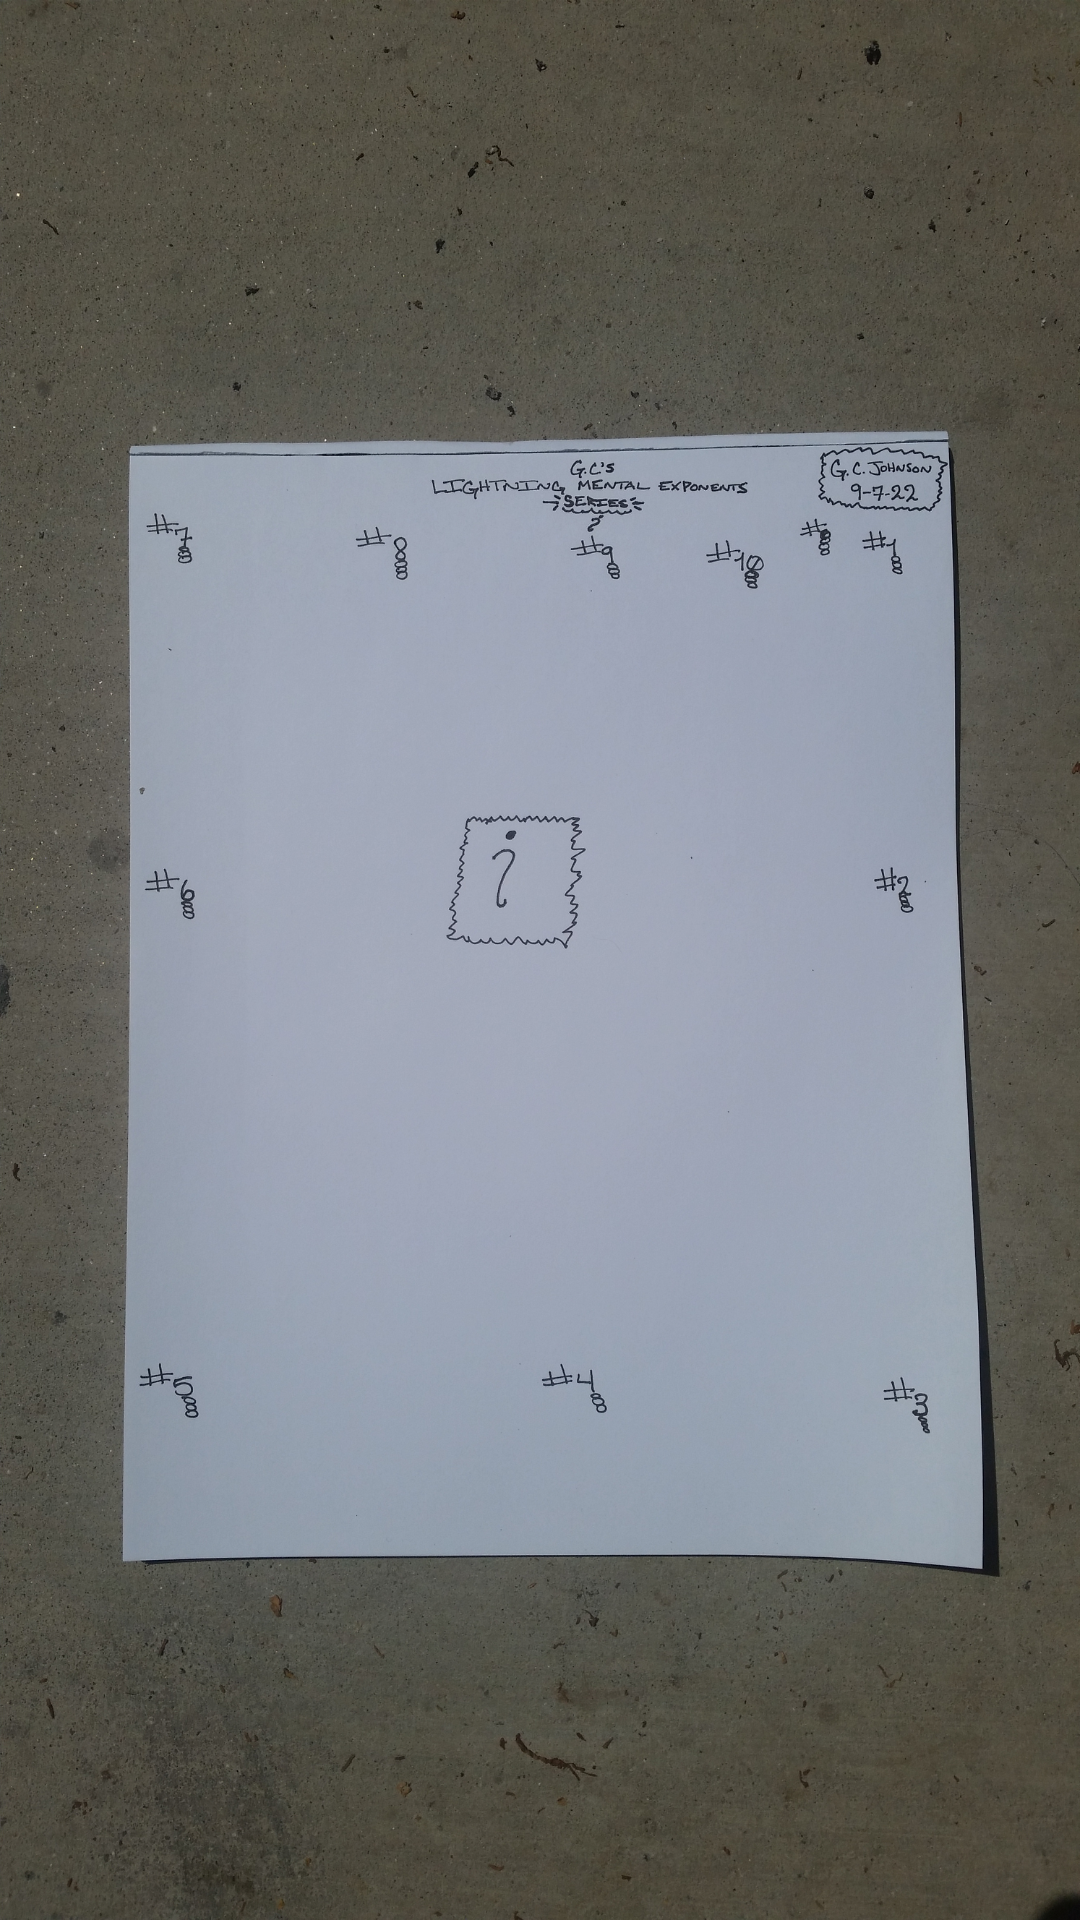 G.C'S
LIGHTNING MENTAL EXPONENTS
SERIES
G.C. JOHNSON
9-7-22
#7
#8
#9
#10
#1
#6
#2
#5
#4
#3